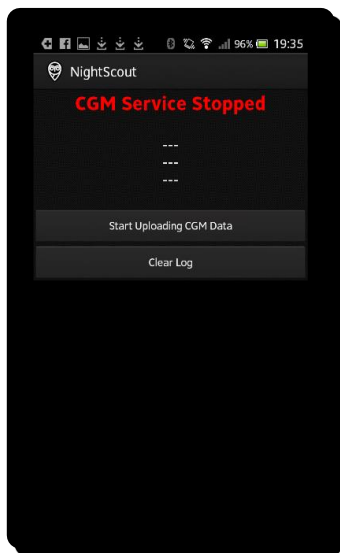 96% 19:35
NightScout
CGM Service Stopped
---
---
---
Start Uploading CGM Data
Clear Log